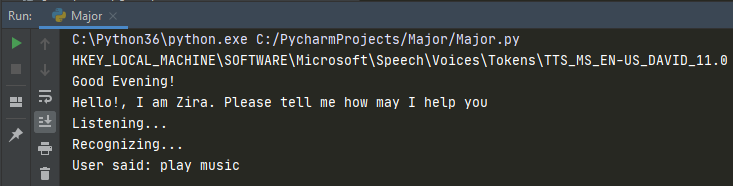 Run: Major
C:\Python36\python.exe C:/PycharmProjects/Major/Major.py
HKEY_LOCAL_MACHINE\SOFTWARE\Microsoft\Speech\Voices\Tokens\TTS_MS_EN-US_DAVID_11.0
Good Evening!
Hello!, I am Zira. Please tell me how may I help you
Listening...
Recognizing...
User said: play music